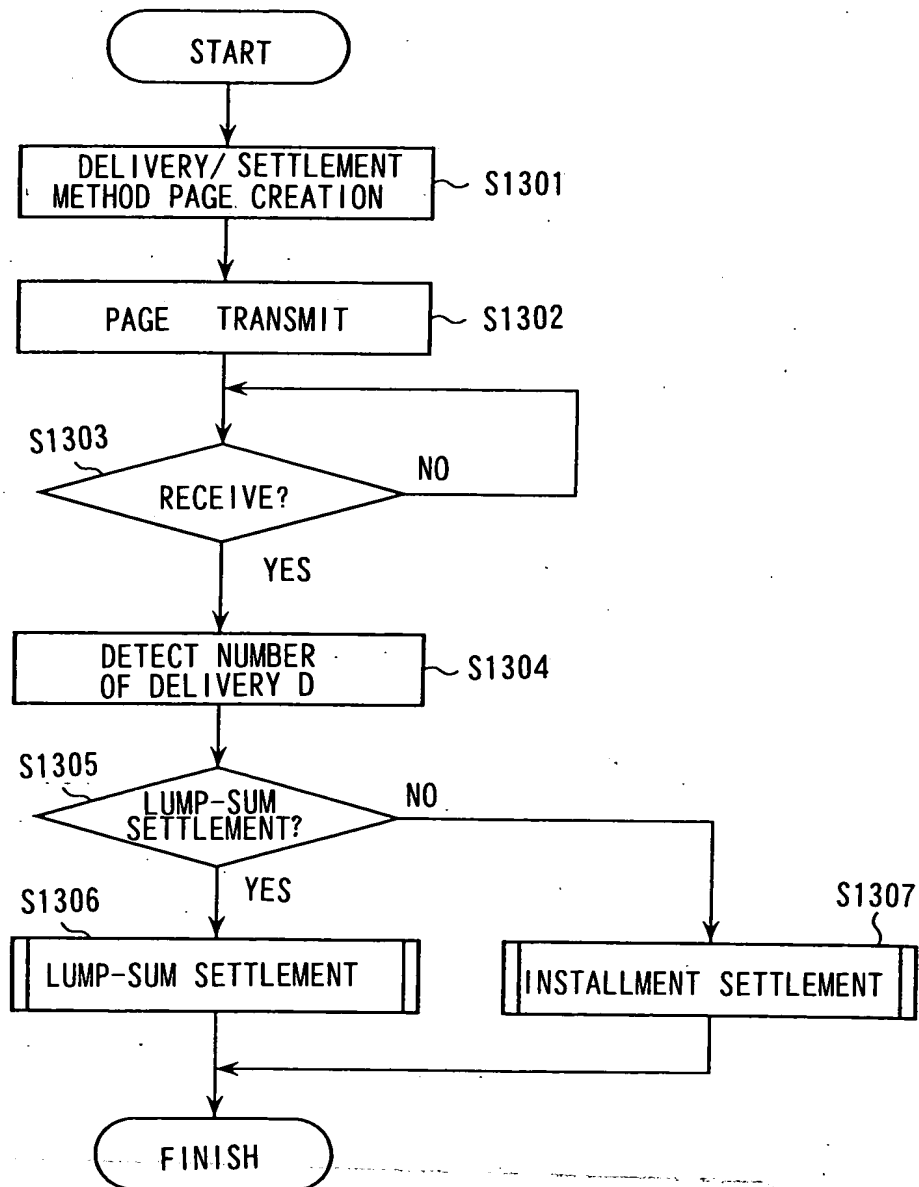 START
DELIVERY/ SETTLEMENT
METHOD PAGE CREATION
S1301
PAGE TRANSMIT
S1302
S1303
RECEIVE?
NO
YES
DETECT NUMBER
OF DELIVERY D
S1304
S1305
LUMP-SUM
SETTLEMENT?
NO
YES
S1306
LUMP-SUM SETTLEMENT
S1307
INSTALLMENT SETTLEMENT
FINISH